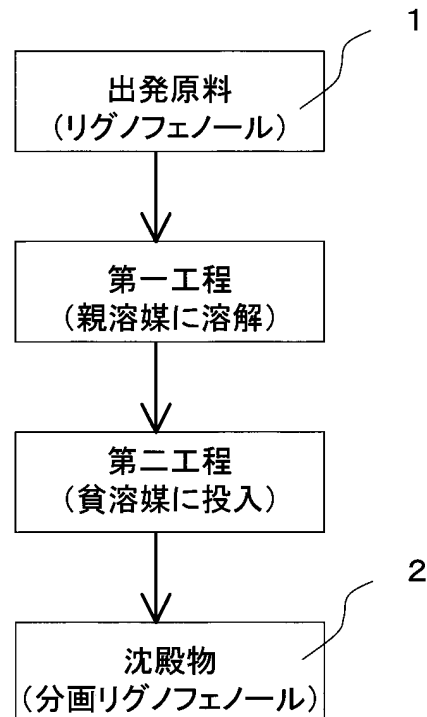 1
出発原料
(リグノフェノール)
第一工程
(親溶媒に溶解)
第二工程
(貧溶媒に投入)
2
沈殿物
(分画リグノフェノール)